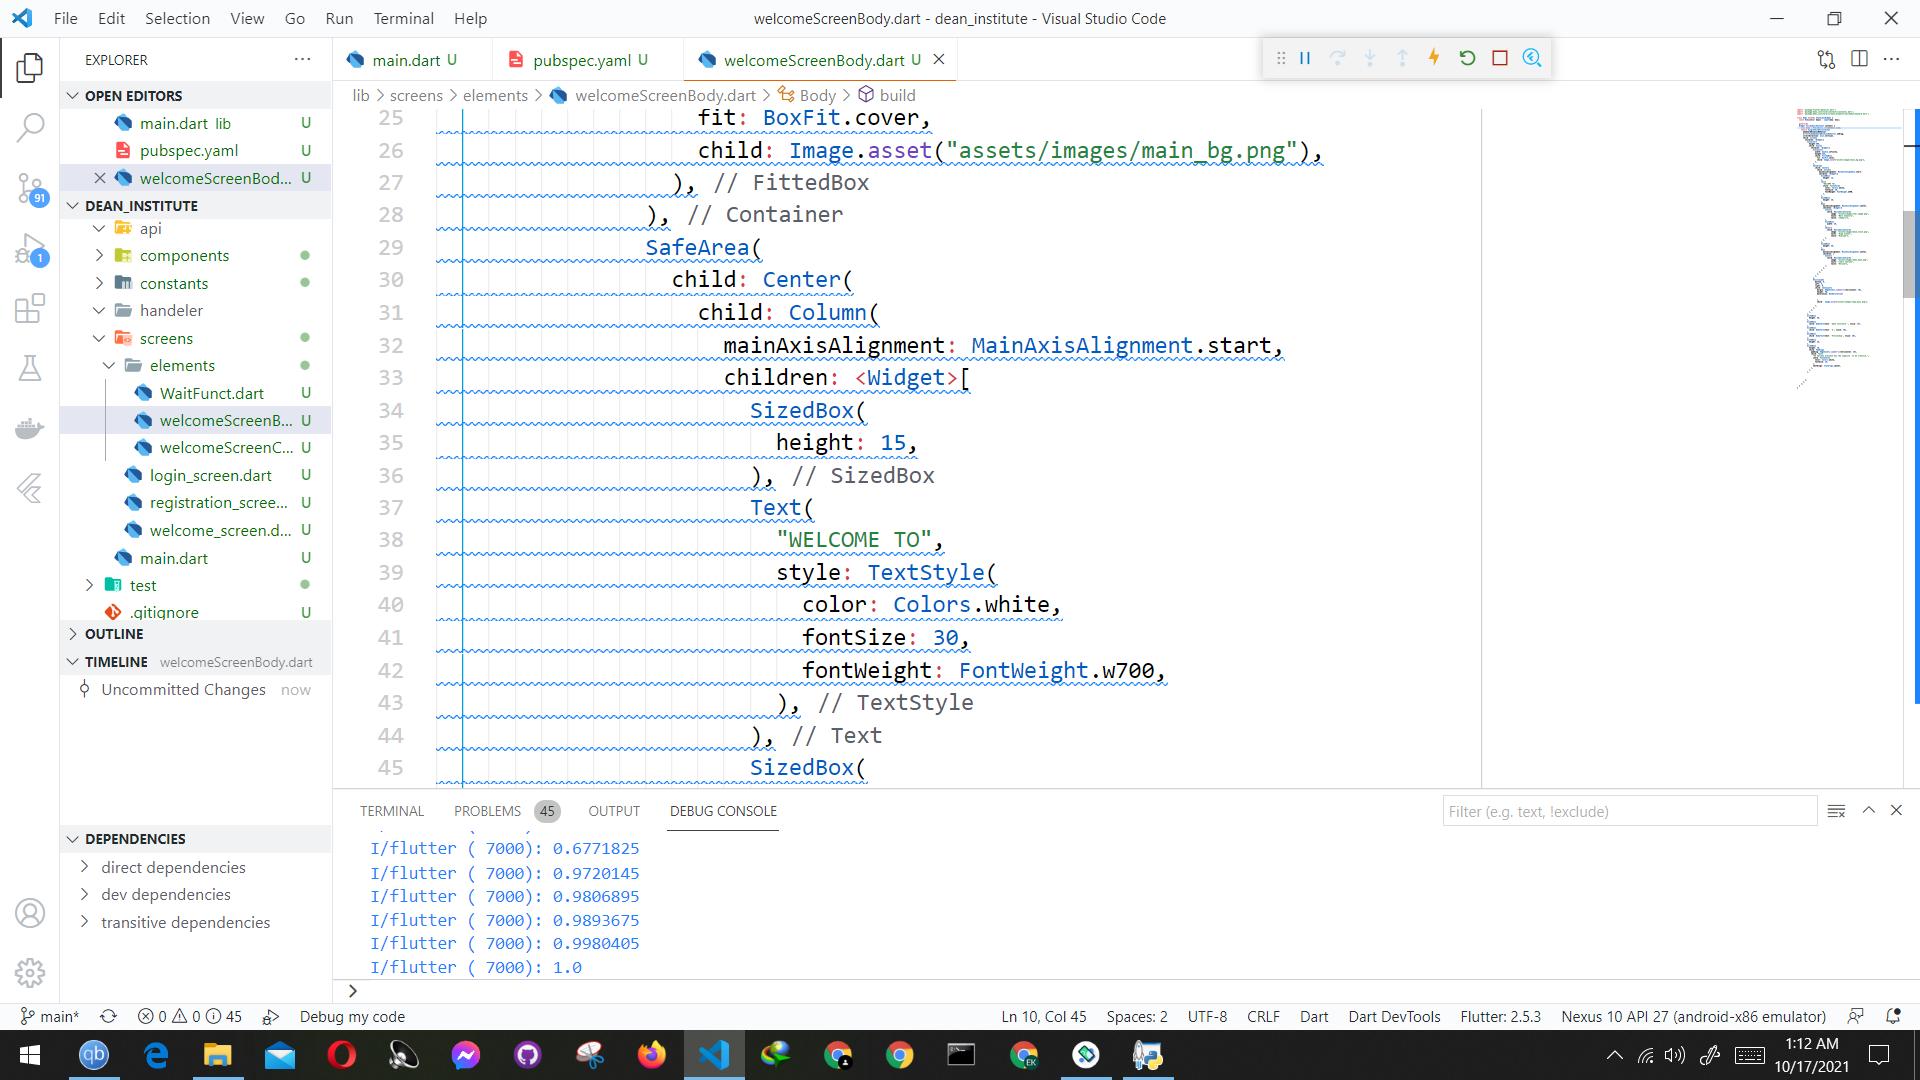 File Edit Selection View Go Run Terminal Help
welcomeScreenBody.dart - dean_institute - Visual Studio Code
EXPLORER
main.dart U
pubspec.yaml U
welcomeScreenBody.dart U
OPEN EDITORS
main.dart lib U
pubspec.yaml U
welcomeScreenBod... U
DEAN_INSTITUTE
api
components
constants
handeler
screens
elements
WaitFunct.dart U
welcomeScreenB... U
welcomeScreenC... U
login_screen.dart U
registration_scree... U
welcome_screen.d... U
main.dart U
test
.gitignore U
OUTLINE
TIMELINE welcomeScreenBody.dart
Uncommitted Changes now
DEPENDENCIES
direct dependencies
dev dependencies
transitive dependencies
91
1
lib > screens > elements > welcomeScreenBody.dart > Body > build
25 fit: BoxFit.cover,
26 child: Image.asset("assets/images/main_bg.png"),
27 ), // FittedBox
28 ), // Container
29 SafeArea(
30 child: Center(
31 child: Column(
32 mainAxisAlignment: MainAxisAlignment.start,
33 children: <Widget>[
34 SizedBox(
35 height: 15,
36 ), // SizedBox
37 Text(
38 "WELCOME TO",
39 style: TextStyle(
40 color: Colors.white,
41 fontSize: 30,
42 fontWeight: FontWeight.w700,
43 ), // TextStyle
44 ), // Text
45 SizedBox(
TERMINAL PROBLEMS 45 OUTPUT DEBUG CONSOLE
Filter (e.g. text, !exclude)
I/flutter ( 7000): 0.6771825
I/flutter ( 7000): 0.9720145
I/flutter ( 7000): 0.9806895
I/flutter ( 7000): 0.9893675
I/flutter ( 7000): 0.9980405
I/flutter ( 7000): 1.0
>
main* 0 0 45 Debug my code
Ln 10, Col 45 Spaces: 2 UTF-8 CRLF Dart Dart DevTools Flutter: 2.5.3 Nexus 10 API 27 (android-x86 emulator)
qb
EK
1:12 AM
10/17/2021